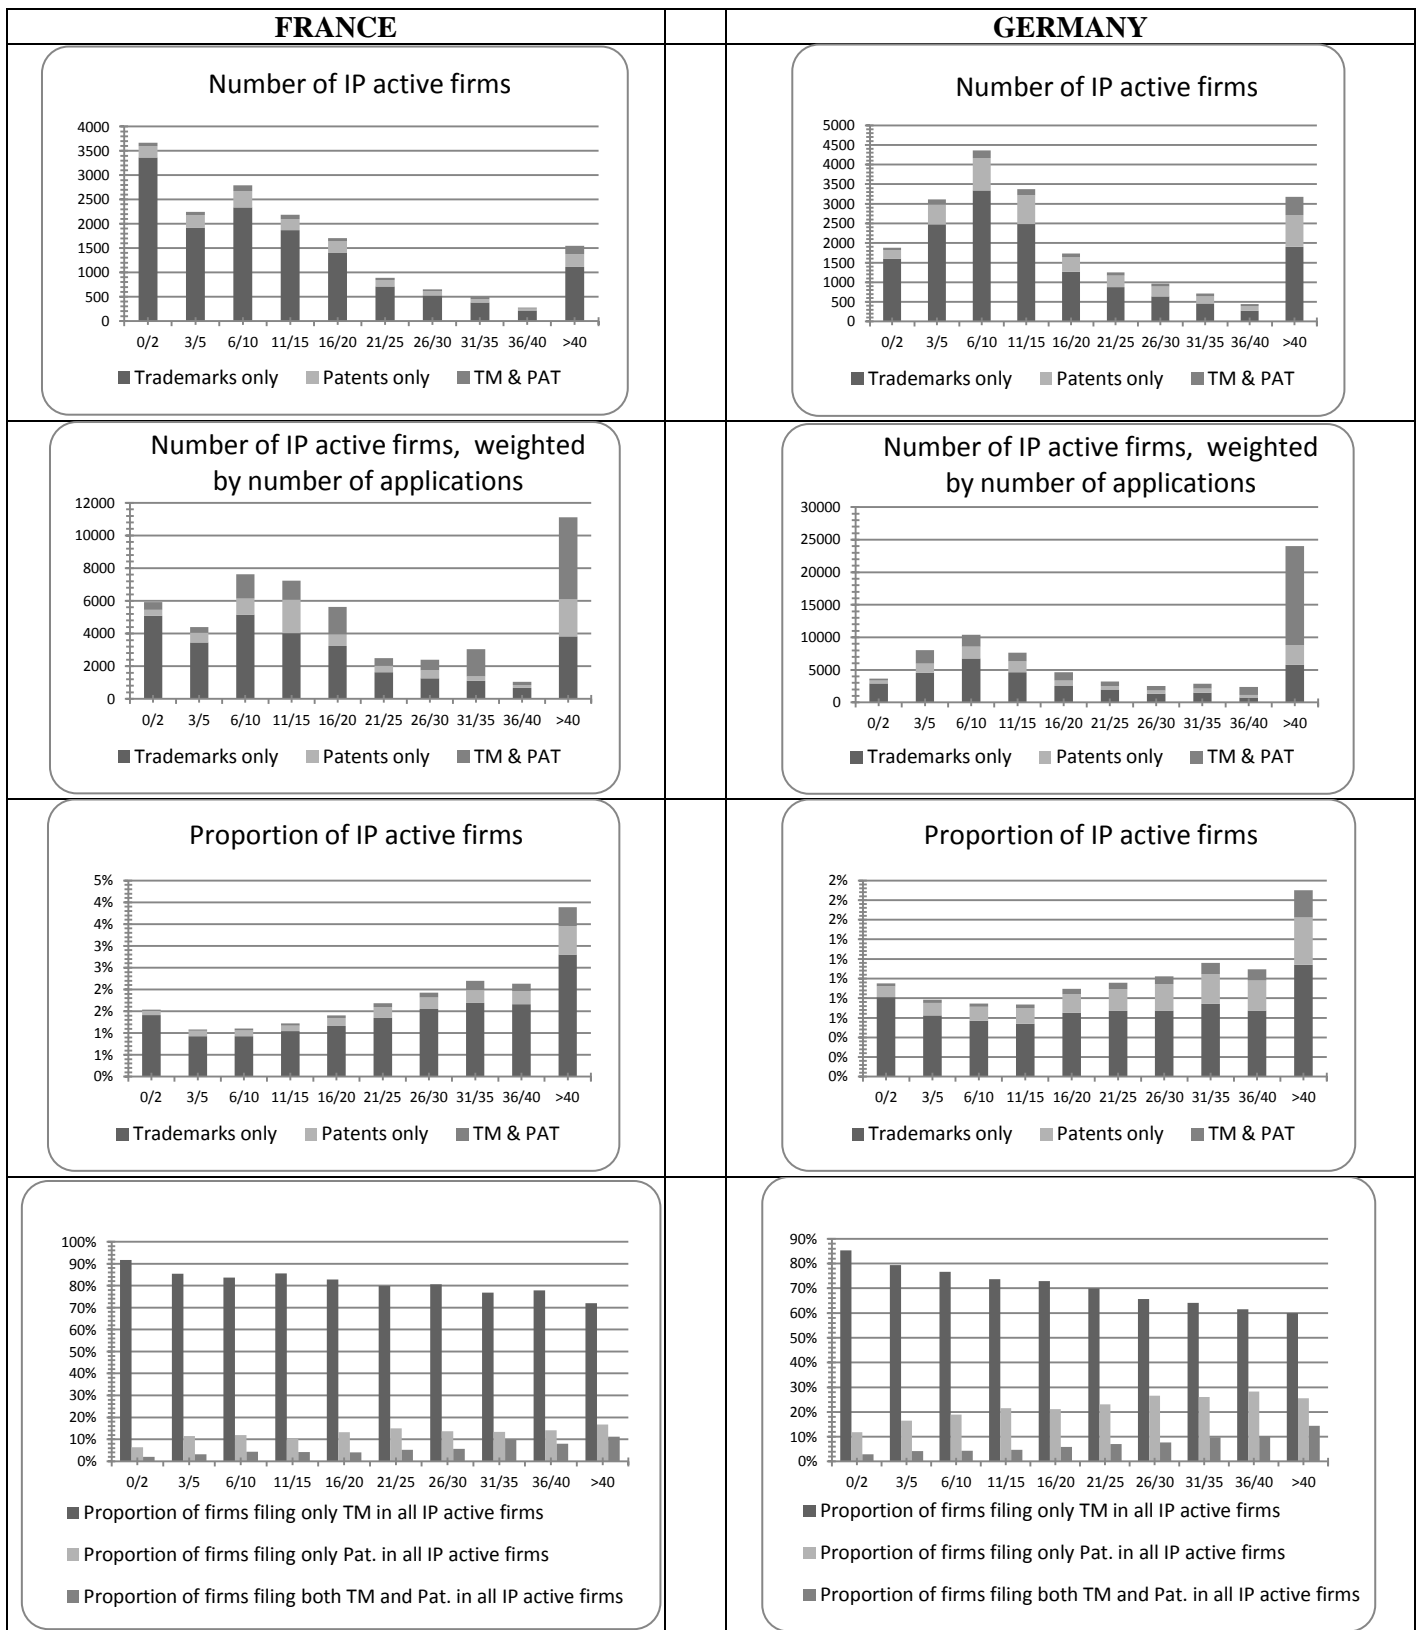 FRANCE
GERMANY
Number of IP active firms
4000
3500
3000
2500
2000
1500
1000
500
0
0/2 3/5 6/10 11/15 16/20 21/25 26/30 31/35 36/40 >40
Trademarks only Patents only TM & PAT
Number of IP active firms
5000
4500
4000
3500
3000
2500
2000
1500
1000
500
0
0/2 3/5 6/10 11/15 16/20 21/25 26/30 31/35 36/40 >40
Trademarks only Patents only TM & PAT
Number of IP active firms, weighted
by number of applications
12000
10000
8000
6000
4000
2000
0
0/2 3/5 6/10 11/15 16/20 21/25 26/30 31/35 36/40 >40
Trademarks only Patents only TM & PAT
Number of IP active firms, weighted
by number of applications
30000
25000
20000
15000
10000
5000
0
0/2 3/5 6/10 11/15 16/20 21/25 26/30 31/35 36/40 >40
Trademarks only Patents only TM & PAT
Proportion of IP active firms
5%
4%
4%
3%
3%
2%
2%
1%
1%
0%
0/2 3/5 6/10 11/15 16/20 21/25 26/30 31/35 36/40 >40
Trademarks only Patents only TM & PAT
Proportion of IP active firms
2%
2%
2%
1%
1%
1%
1%
1%
0%
0%
0%
0/2 3/5 6/10 11/15 16/20 21/25 26/30 31/35 36/40 >40
Trademarks only Patents only TM & PAT
100%
90%
80%
70%
60%
50%
40%
30%
20%
10%
0%
0/2 3/5 6/10 11/15 16/20 21/25 26/30 31/35 36/40 >40
Proportion of firms filing only TM in all IP active firms
Proportion of firms filing only Pat. in all IP active firms
Proportion of firms filing both TM and Pat. in all IP active firms
90%
80%
70%
60%
50%
40%
30%
20%
10%
0%
0/2 3/5 6/10 11/15 16/20 21/25 26/30 31/35 36/40 >40
Proportion of firms filing only TM in all IP active firms
Proportion of firms filing only Pat. in all IP active firms
Proportion of firms filing both TM and Pat. in all IP active firms